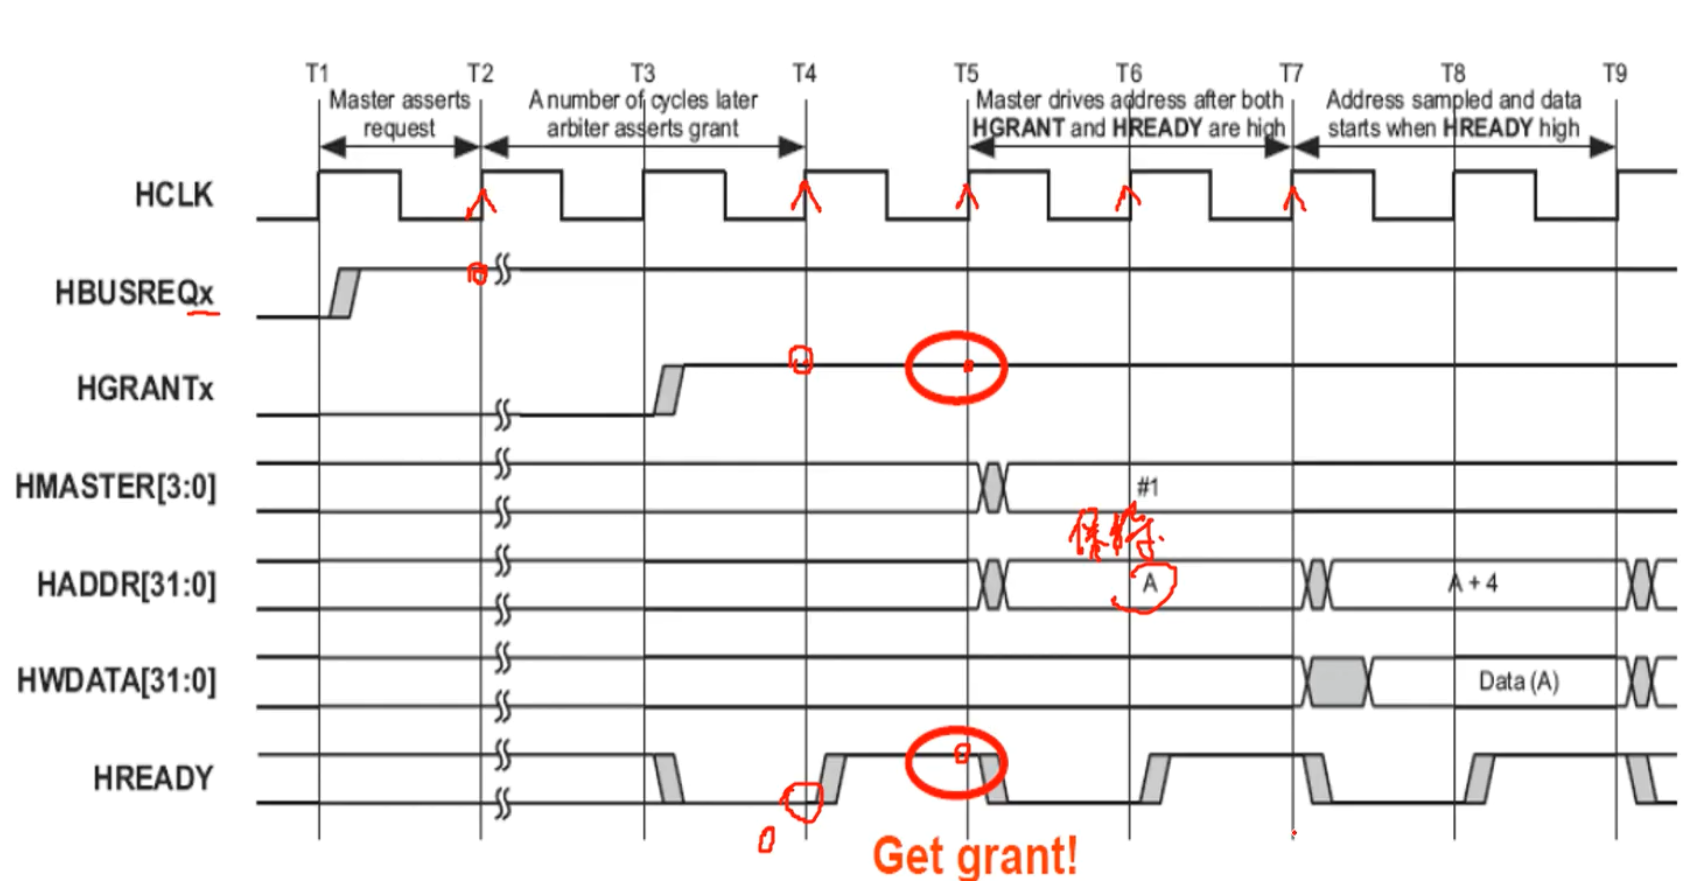 T1 T2 T3 T4 T5 T6 T7 T8 T9
Master asserts
request
A number of cycles later
arbiter asserts grant
Master drives address after both
HGRANT and HREADY are high
Address sampled and data
starts when HREADY high
HCLK
HBUSREQx
HGRANTx
HMASTER[3:0]
#1
保持.
HADDR[31:0]
A
A + 4
HWDATA[31:0]
Data (A)
HREADY
0
Get grant!